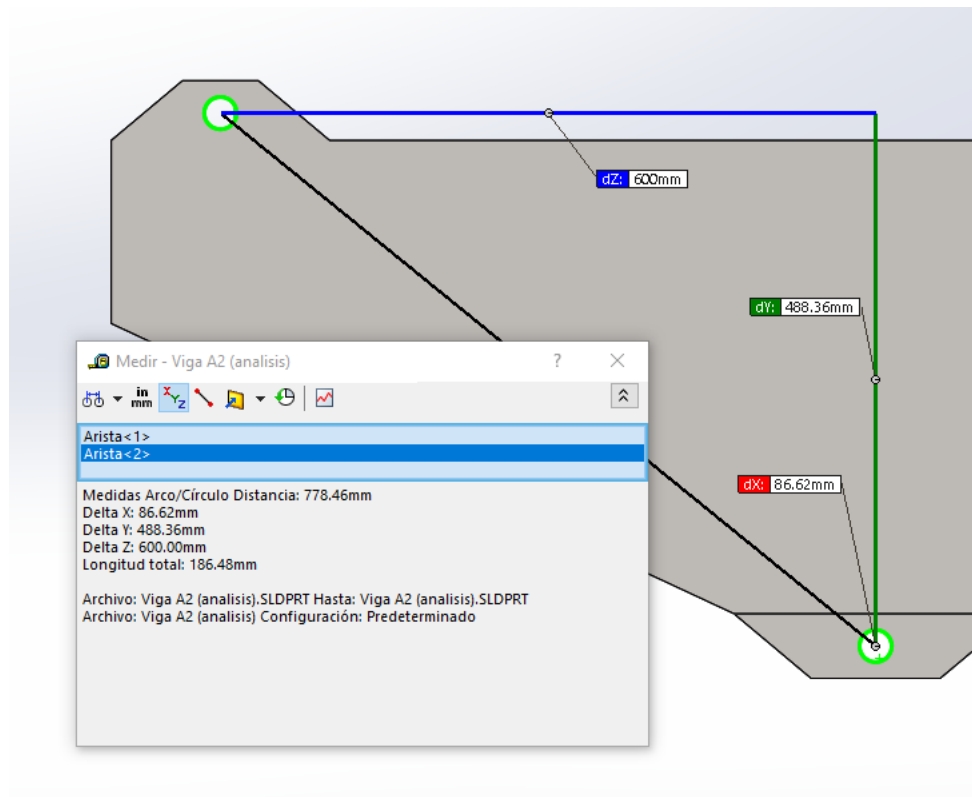 dZ: 600mm
dY: 488.36mm
Medir - Viga A2 (analisis)
?
in
mm
XYZ
Arista<1>
Arista<2>
dX: 86.62mm
Medidas Arco/Círculo Distancia: 778.46mm
Delta X: 86.62mm
Delta Y: 488.36mm
Delta Z: 600.00mm
Longitud total: 186.48mm
Archivo: Viga A2 (analisis).SLDPRT Hasta: Viga A2 (analisis).SLDPRT
Archivo: Viga A2 (analisis) Configuración: Predeterminado